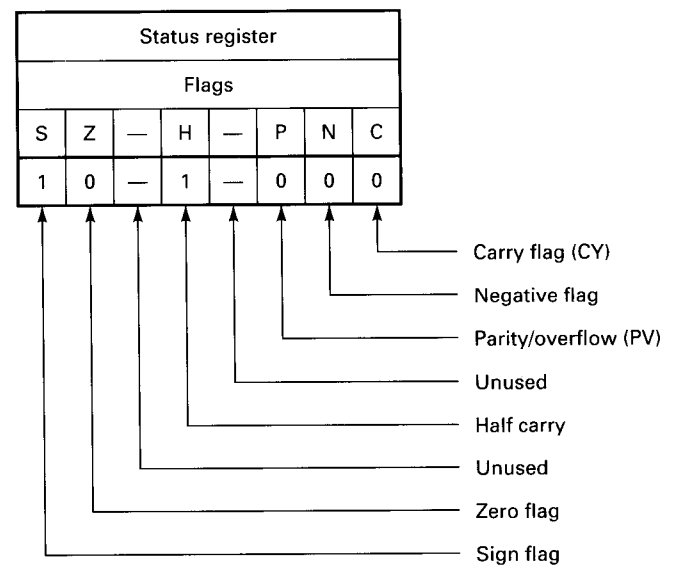 Status register
Flags
S Z — H — P N C
1 0 — 1 — 0 0 0
Carry flag (CY)
Negative flag
Parity/overflow (PV)
Unused
Half carry
Unused
Zero flag
Sign flag